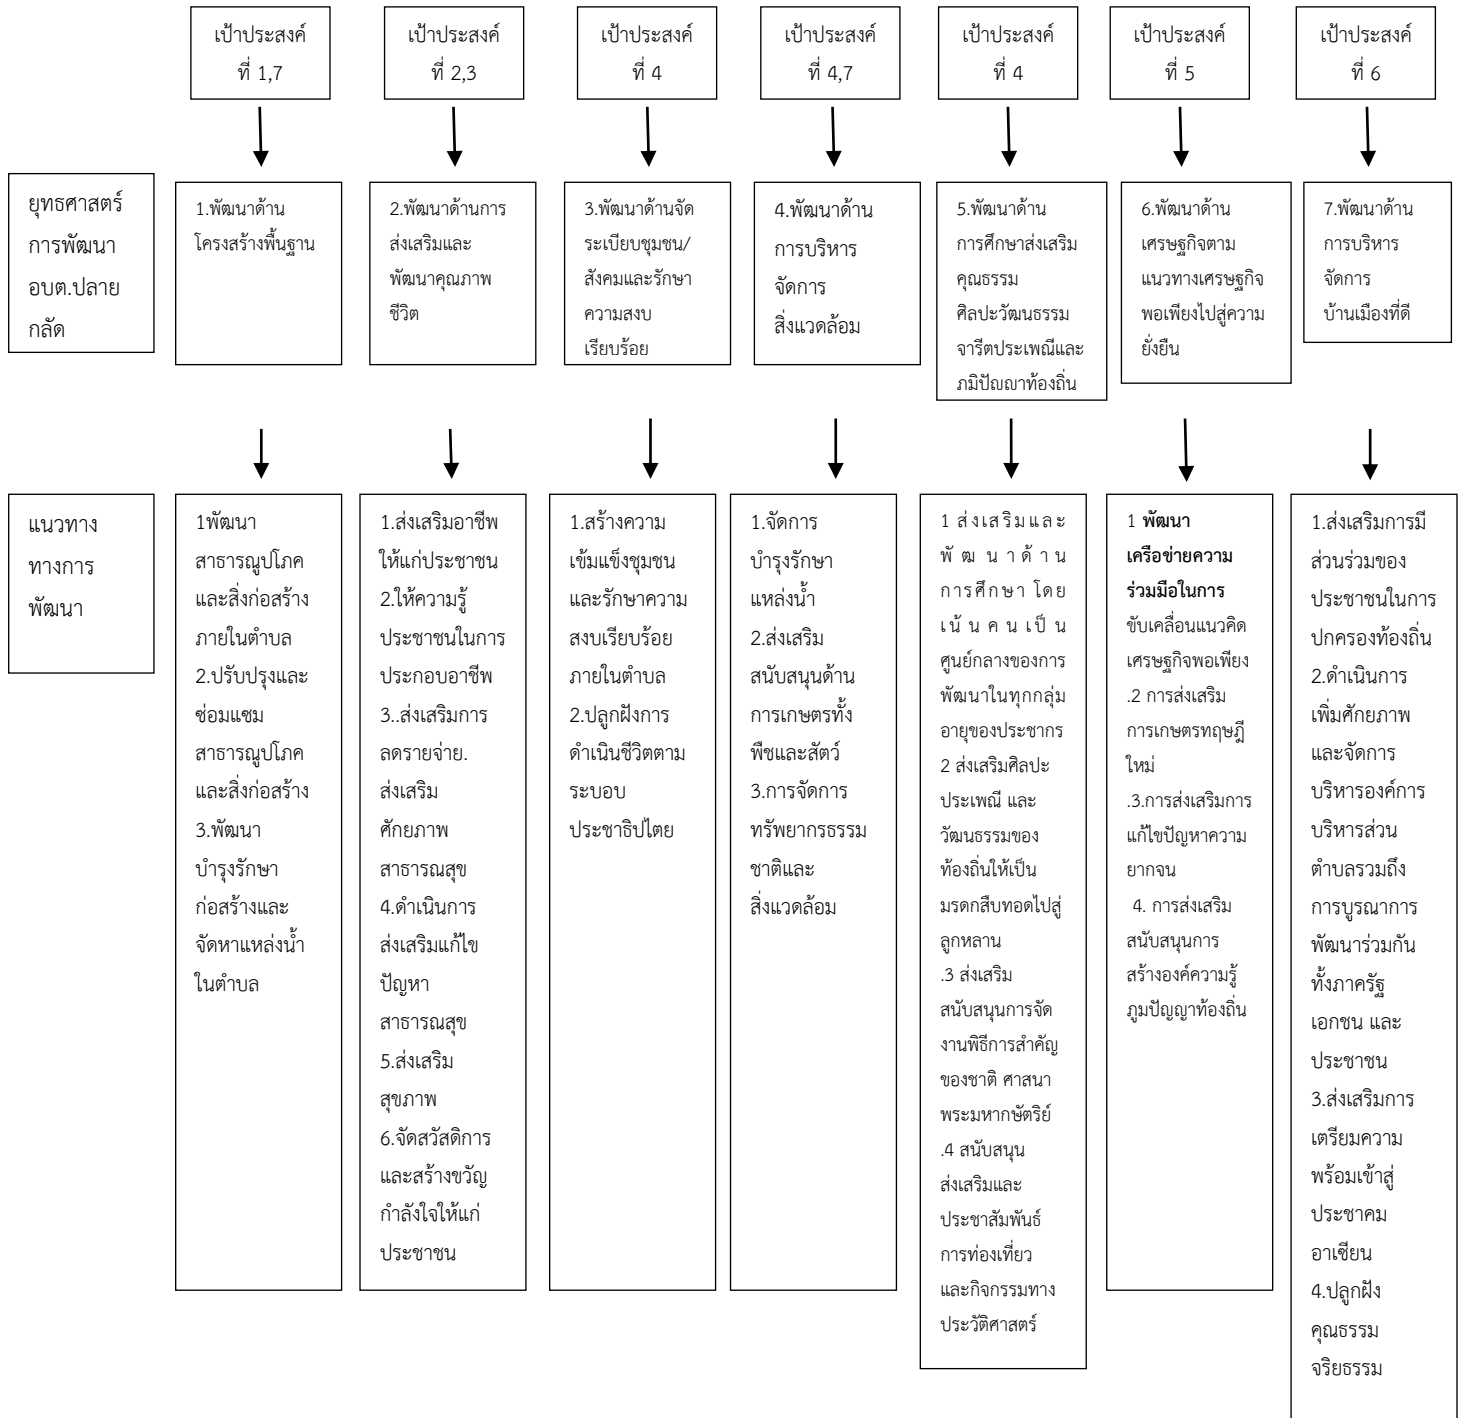 เป้าประสงค์
ที่ 1,7
เป้าประสงค์
ที่ 2,3
เป้าประสงค์
ที่ 4
เป้าประสงค์
ที่ 4,7
เป้าประสงค์
ที่ 4
เป้าประสงค์
ที่ 5
เป้าประสงค์
ที่ 6
ยุทธศาสตร์
การพัฒนา
อบต.ปลาย
กลัด
1.พัฒนาด้าน
โครงสร้างพื้นฐาน
2.พัฒนาด้านการ
ส่งเสริมและ
พัฒนาคุณภาพ
ชีวิต
3.พัฒนาด้านจัด
ระเบียบชุมชน/
สังคมและรักษา
ความสงบ
เรียบร้อย
4.พัฒนาด้าน
การบริหาร
จัดการ
สิ่งแวดล้อม
5.พัฒนาด้าน
การศึกษาส่งเสริม
คุณธรรม
ศิลปะวัฒนธรรม
จารีตประเพณีและ
ภมิปัญญาท้องถิ่น
6.พัฒนาด้าน
เศรษฐกิจตาม
แนวทางเศรษฐกิจ
พอเพียงไปสู่ความ
ยั่งยืน
7.พัฒนาด้าน
การบริหาร
จัดการ
บ้านเมืองที่ดี
แนวทาง
ทางการ
พัฒนา
1พัฒนา
สาธารณูปโภค
และสิ่งก่อสร้าง
ภายในตำบล
2.ปรับปรุงและ
ซ่อมแซม
สาธารณูปโภค
และสิ่งก่อสร้าง
3.พัฒนา
บำรุงรักษา
ก่อสร้างและ
จัดหาแหล่งน้ำ
ในตำบล
1.ส่งเสริมอาชีพ
ให้แก่ประชาชน
2.ให้ความรู้
ประชาชนในการ
ประกอบอาชีพ
3..ส่งเสริมการ
ลดรายจ่าย.
ส่งเสริม
ศักยภาพ
สาธารณสุข
4.ดำเนินการ
ส่งเสริมแก้ไข
ปัญหา
สาธารณสุข
5.ส่งเสริม
สุขภาพ
6.จัดสวัสดิการ
และสร้างขวัญ
กำลังใจให้แก่
ประชาชน
1.สร้างความ
เข้มแข็งชุมชน
และรักษาความ
สงบเรียบร้อย
ภายในตำบล
2.ปลูกฝังการ
ดำเนินชีวิตตาม
ระบอบ
ประชาธิปไตย
1.จัดการ
บำรุงรักษา
แหล่งน้ำ
2.ส่งเสริม
สนับสนุนด้าน
การเกษตรทั้ง
พืชและสัตว์
3.การจัดการ
ทรัพยากรธรรม
ชาติและ
สิ่งแวดล้อม
1 ส่งเสริมและ
พัฒนาด้าน
การศึกษา โดย
เน้นคนเป็น
ศูนย์กลางของการ
พัฒนาในทุกกลุ่ม
อายุของประชากร
2 ส่งเสริมศิลปะ
ประเพณี และ
วัฒนธรรมของ
ท้องถิ่นให้เป็น
มรดกสืบทอดไปสู่
ลูกหลาน
.3 ส่งเสริม
สนับสนุนการจัด
งานพิธีการสำคัญ
ของชาติ ศาสนา
พระมหากษัตริย์
.4 สนับสนุน
ส่งเสริมและ
ประชาสัมพันธ์
การท่องเที่ยว
และกิจกรรมทาง
ประวัติศาสตร์
1 พัฒนา
เครือข่ายความ
ร่วมมือในการ
ขับเคลื่อนแนวคิด
เศรษฐกิจพอเพียง
.2 การส่งเสริม
การเกษตรทฤษฎี
ใหม่
.3.การส่งเสริมการ
แก้ไขปัญหาความ
ยากจน
4. การส่งเสริม
สนับสนุนการ
สร้างองค์ความรู้
ภูมปัญญาท้องถิ่น
1.ส่งเสริมการมี
ส่วนร่วมของ
ประชาชนในการ
ปกครองท้องถิ่น
2.ดำเนินการ
เพิ่มศักยภาพ
และจัดการ
บริหารองค์การ
บริหารส่วน
ตำบลรวมถึง
การบูรณาการ
พัฒนาร่วมกัน
ทั้งภาครัฐ
เอกชน และ
ประชาชน
3.ส่งเสริมการ
เตรียมความ
พร้อมเข้าสู่
ประชาคม
อาเซียน
4.ปลูกฝัง
คุณธรรม
จริยธรรม